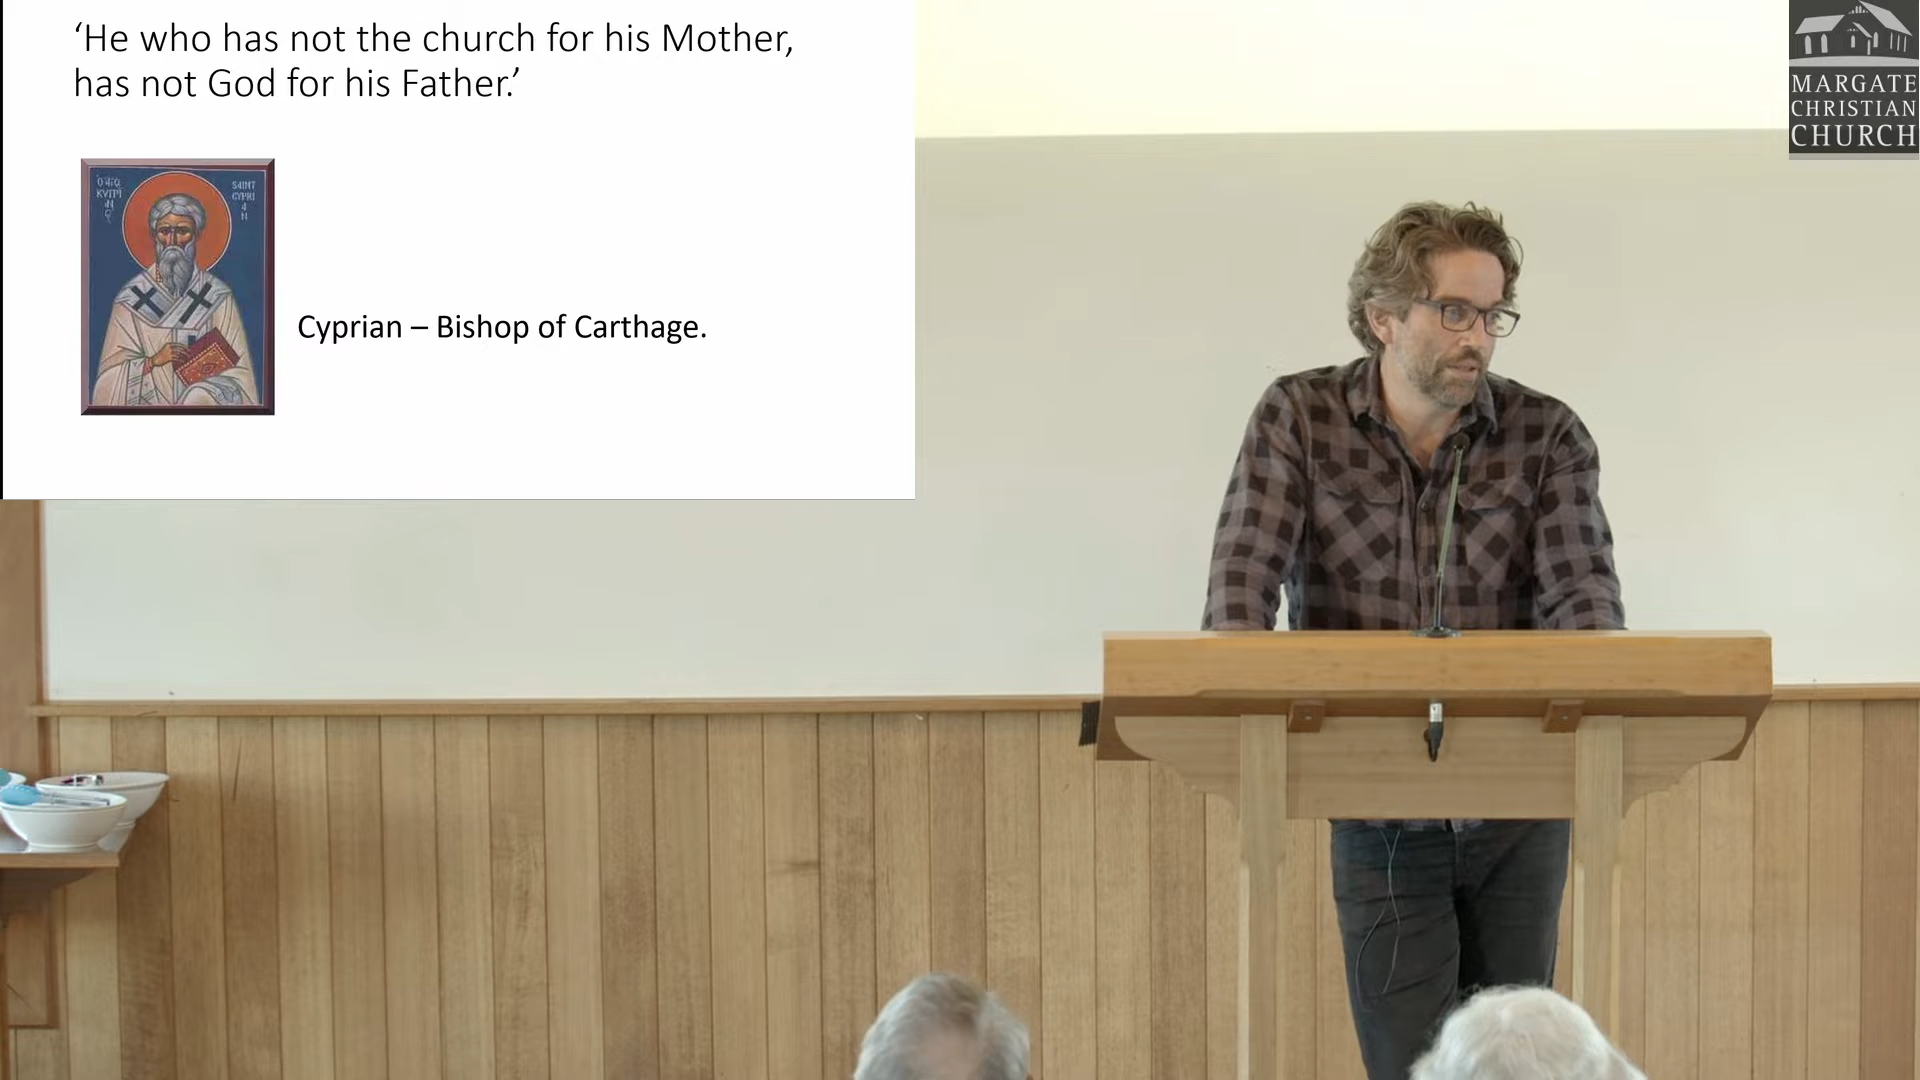 ‘He who has not the church for his Mother,
has not God for his Father.’
SAINT
Cyprian – Bishop of Carthage.
MARGATE
CHRISTIAN
CHURCH